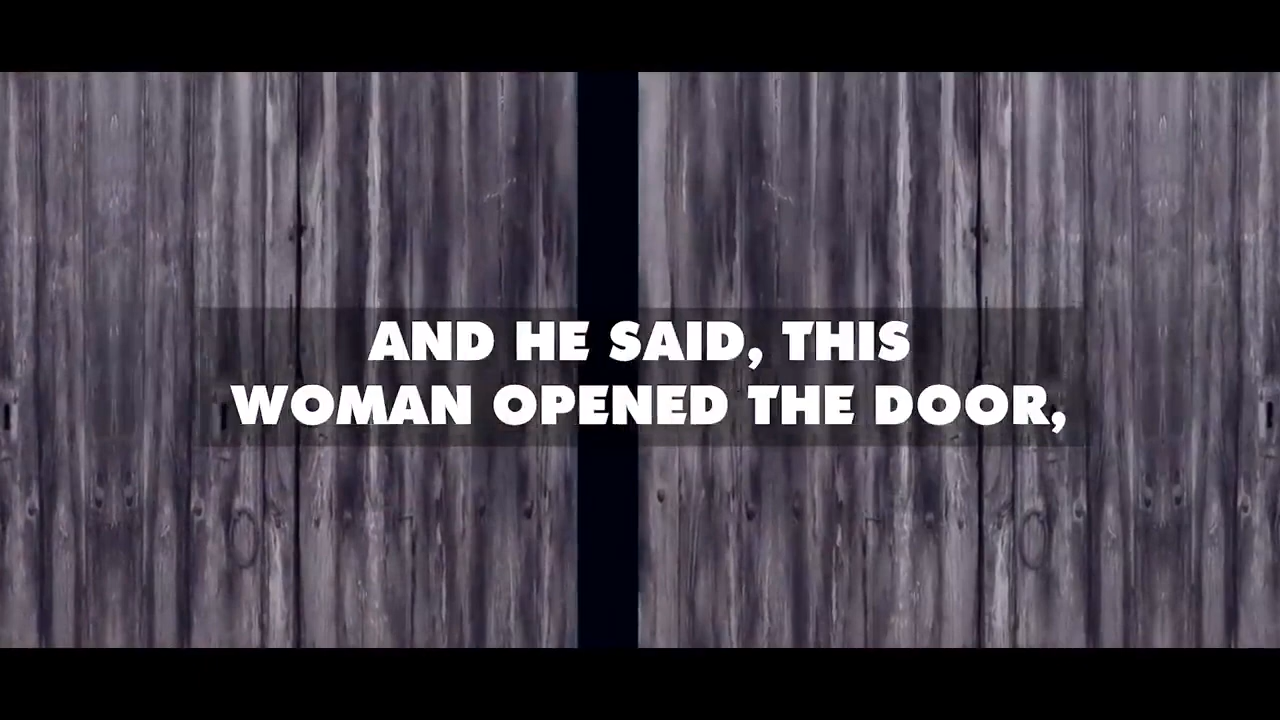 AND HE SAID, THIS
WOMAN OPENED THE DOOR,